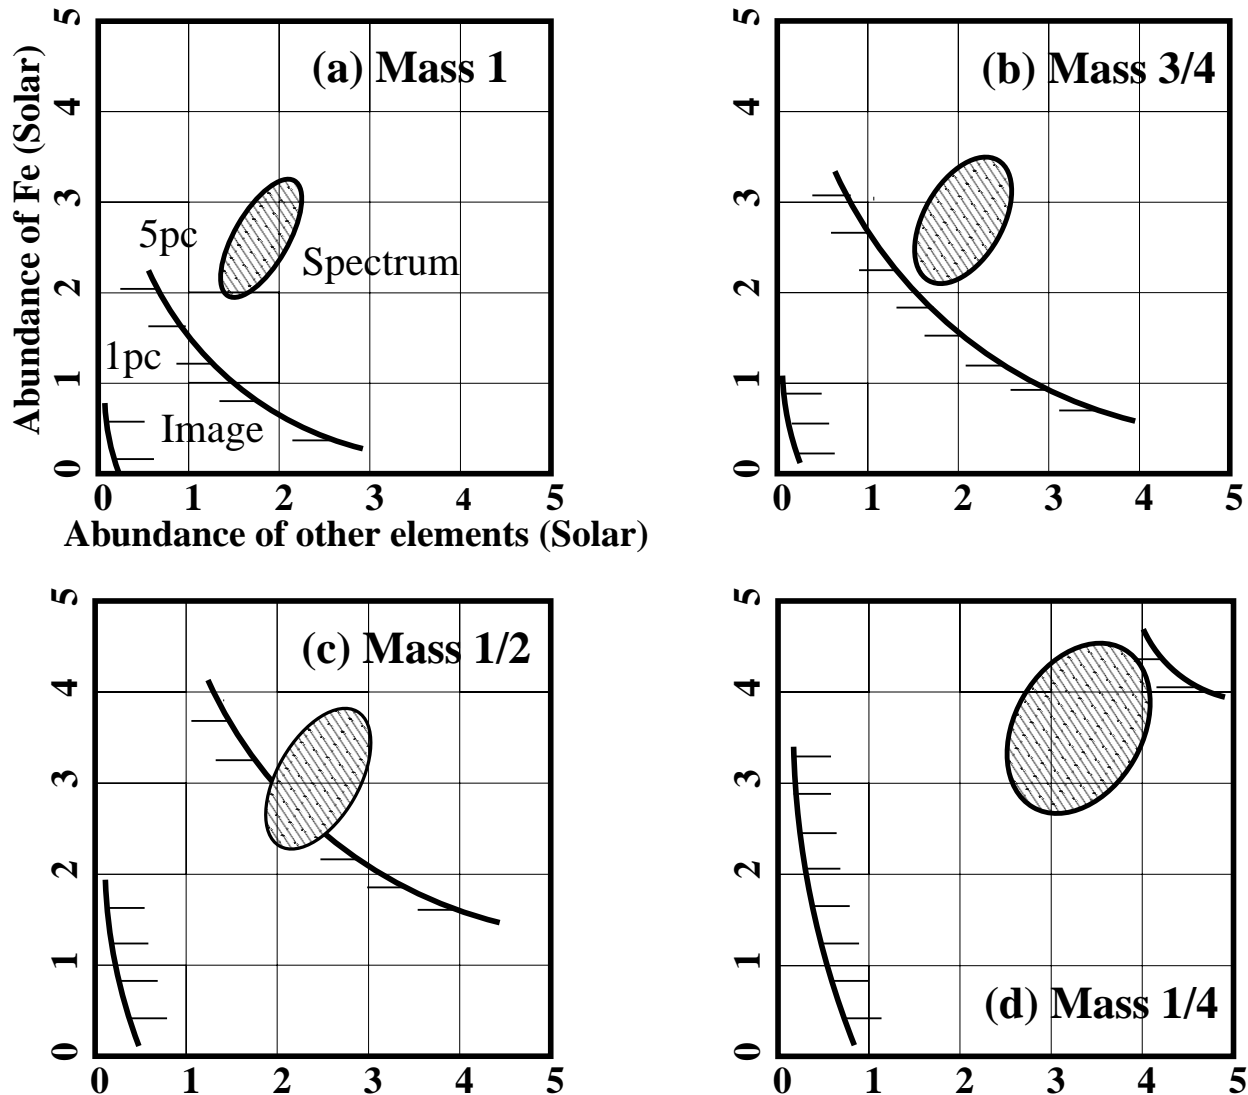 (a) Mass 1
Abundance of Fe (Solar)
5
4
3
2
1
0
5pc
Spectrum
1pc
Image
0 1 2 3 4 5
Abundance of other elements (Solar)
(b) Mass 3/4
5
4
3
2
1
0
0 1 2 3 4 5
(c) Mass 1/2
5
4
3
2
1
0
0 1 2 3 4 5
(d) Mass 1/4
5
4
3
2
1
0
0 1 2 3 4 5